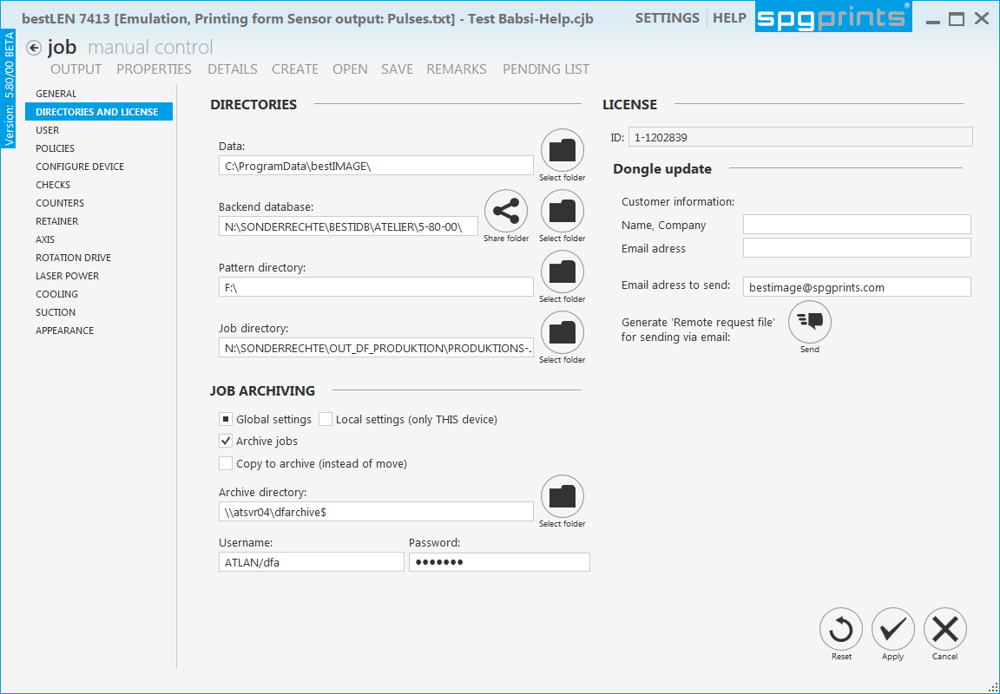 bestLEN 7413 [Emulation, Printing form Sensor output: Pulses.txt] - Test Babsi-Help.cjb
SETTINGS HELP
spgprints®
Version: 5.80/00 BETA
job manual control
OUTPUT PROPERTIES DETAILS CREATE OPEN SAVE REMARKS PENDING LIST
GENERAL
DIRECTORIES AND LICENSE
USER
POLICIES
CONFIGURE DEVICE
CHECKS
COUNTERS
RETAINER
AXIS
ROTATION DRIVE
LASER POWER
COOLING
SUCTION
APPEARANCE
DIRECTORIES
Data:
C:\ProgramData\bestIMAGE\
Select folder
Backend database:
N:\SONDERRECHTE\BESTIDB\ATELIER\5-80-00\
Share folder
Select folder
Pattern directory:
F:\
Select folder
Job directory:
N:\SONDERRECHTE\OUT_DF_PRODUKTION\PRODUKTIONS-.
Select folder
JOB ARCHIVING
Global settings
Local settings (only THIS device)
Archive jobs
Copy to archive (instead of move)
Archive directory:
\\atsvr04\dfarchive$
Select folder
Username: Password:
ATLAN/dfa ●●●●●●●
LICENSE
ID: 1-1202839
Dongle update
Customer information:
Name, Company
Email adress
Email adress to send: bestimage@spgprints.com
Generate 'Remote request file'
for sending via email:
Send
Reset Apply Cancel